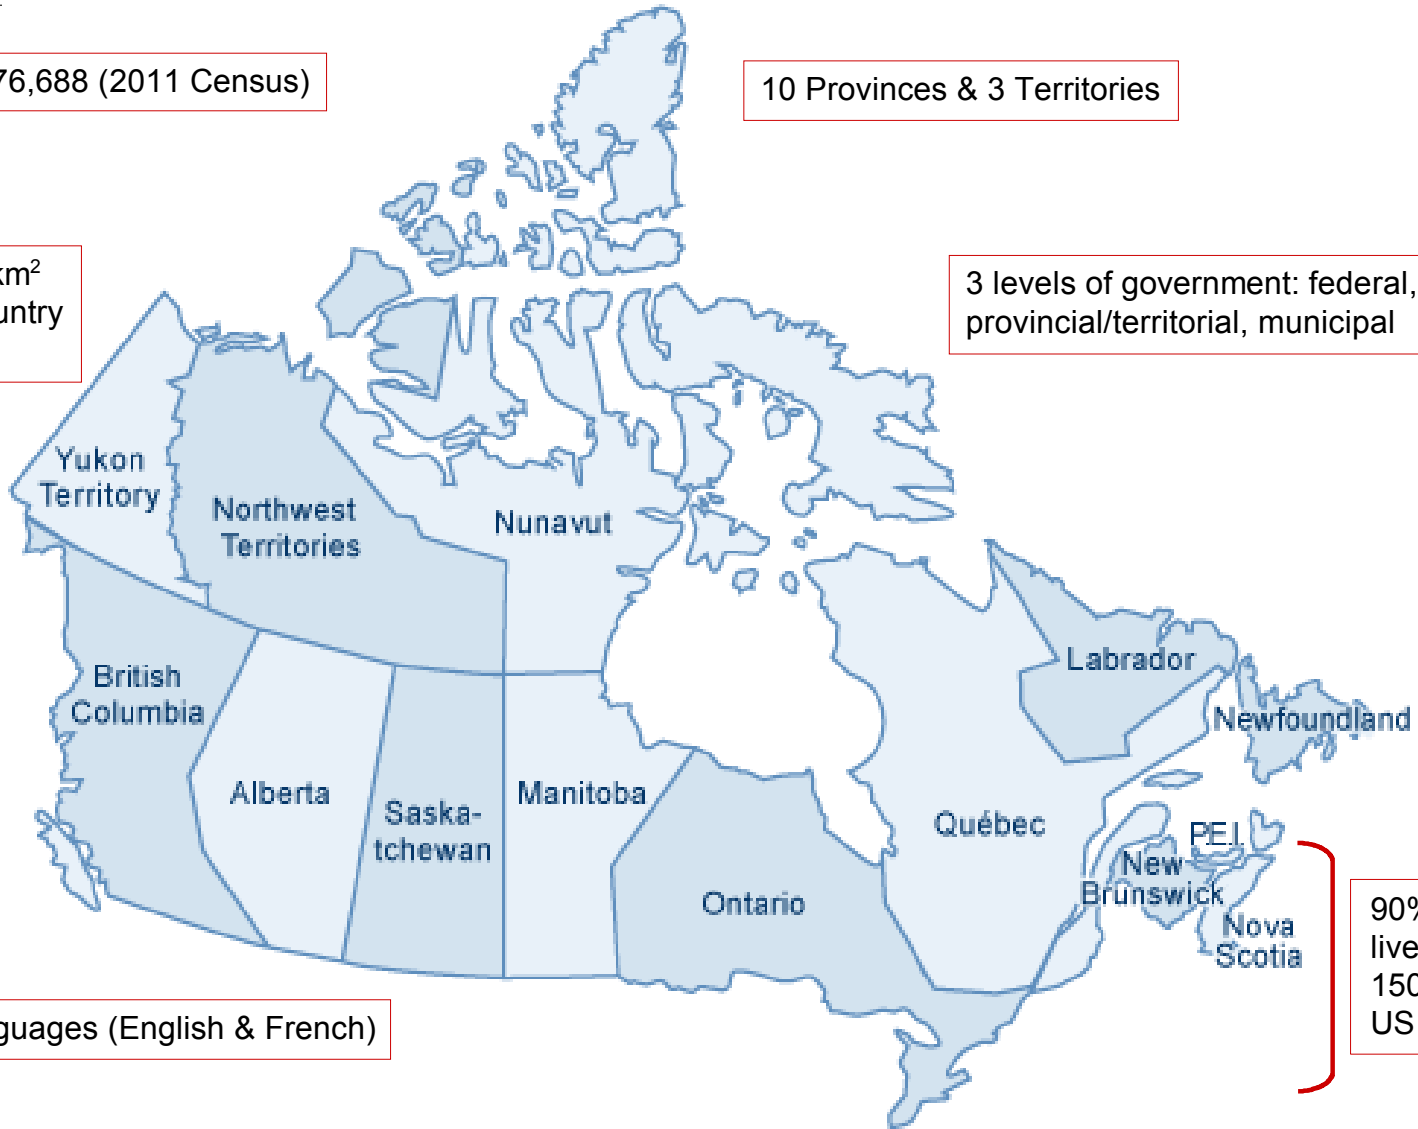 76,688 (2011 Census)
10 Provinces & 3 Territories
km²
untry
3 levels of government: federal,
provincial/territorial, municipal
Yukon
Territory
Northwest
Territories
Nunavut
British
Columbia
Alberta
Saska-
tchewan
Manitoba
Ontario
Québec
Labrador
Newfoundland
P.E.I.
New
Brunswick
Nova
Scotia
90%
live
150
US
guages (English & French)